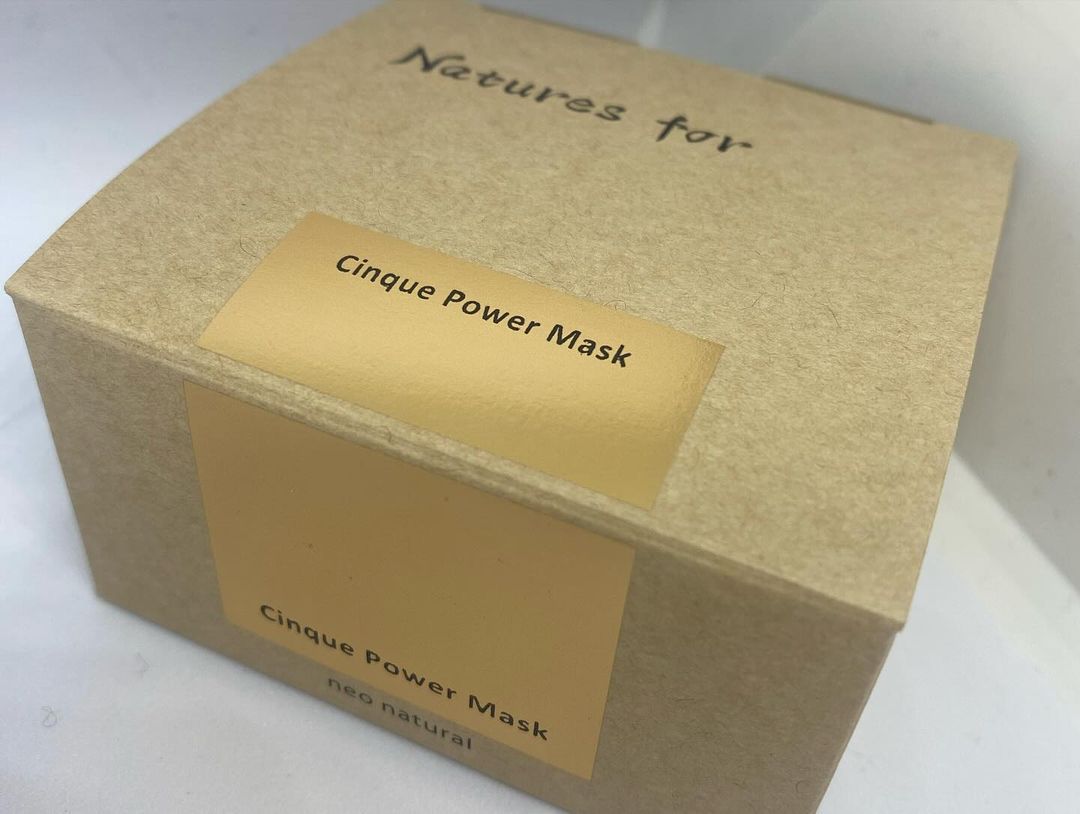 Natures for
Cinque Power Mask
Cinque Power Mask
neo natural